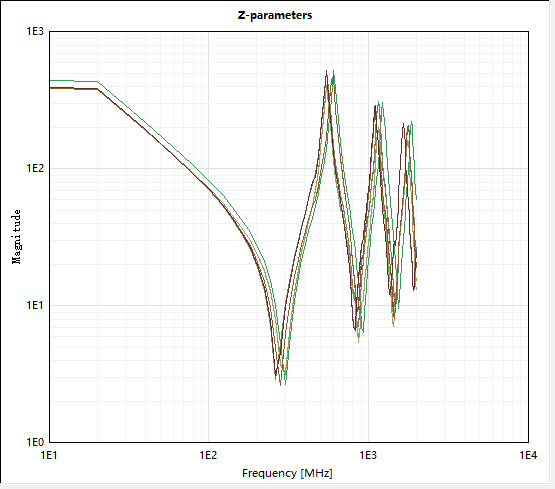 Z-parameters
1E3
1E2
1E1
1E0
Magnitude
1E1
1E2
1E3
1E4
Frequency [MHz]